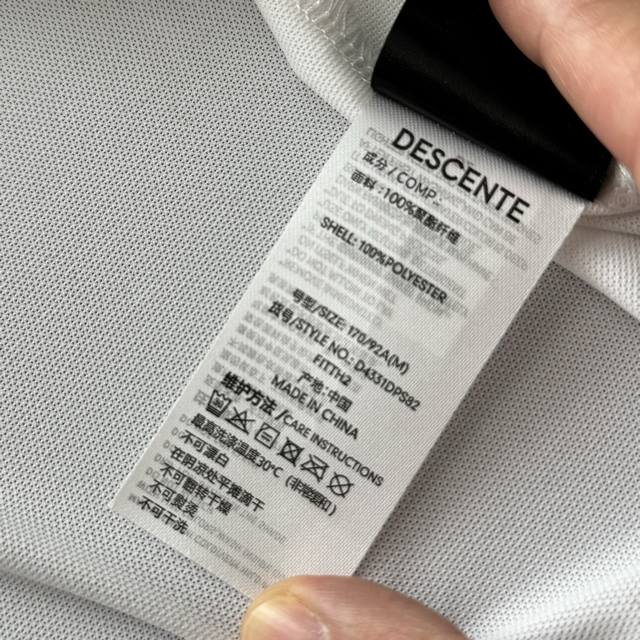 DESCENTE
成分/COMP.:
面料:100%聚酯纤维
SHELL: 100%POLYESTER
号型/SIZE: 170/92A(M)
货号/STYLE NO.: D4331DPS82
FITTh2
产地:中国
MADE IN CHINA
维护方法/CARE INSTRUCTIONS
最高洗涤温度30℃(非常缓和)
不可漂白
在阴凉处平摊滴干
不可翻转干燥
不可熨烫
不可干洗